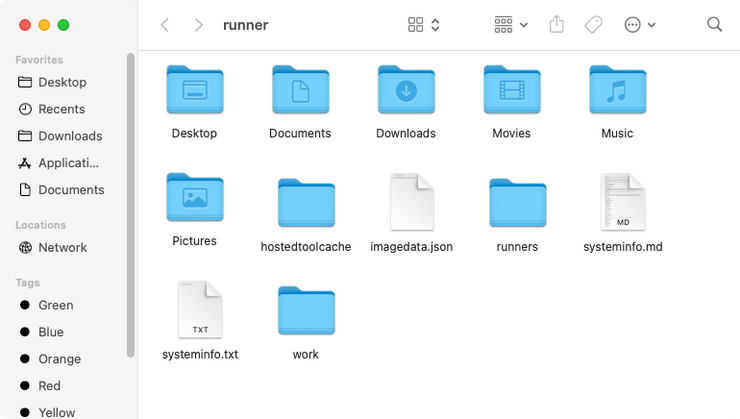 runner
Favorites
Desktop
Recents
Downloads
Applicati...
Documents
Locations
Network
Tags
Green
Blue
Orange
Red
Yellow
Desktop
Documents
Downloads
Movies
Music
Pictures
hostedtoolcache
imagedata.json
runners
MD
systeminfo.md
TXT
systeminfo.txt
work